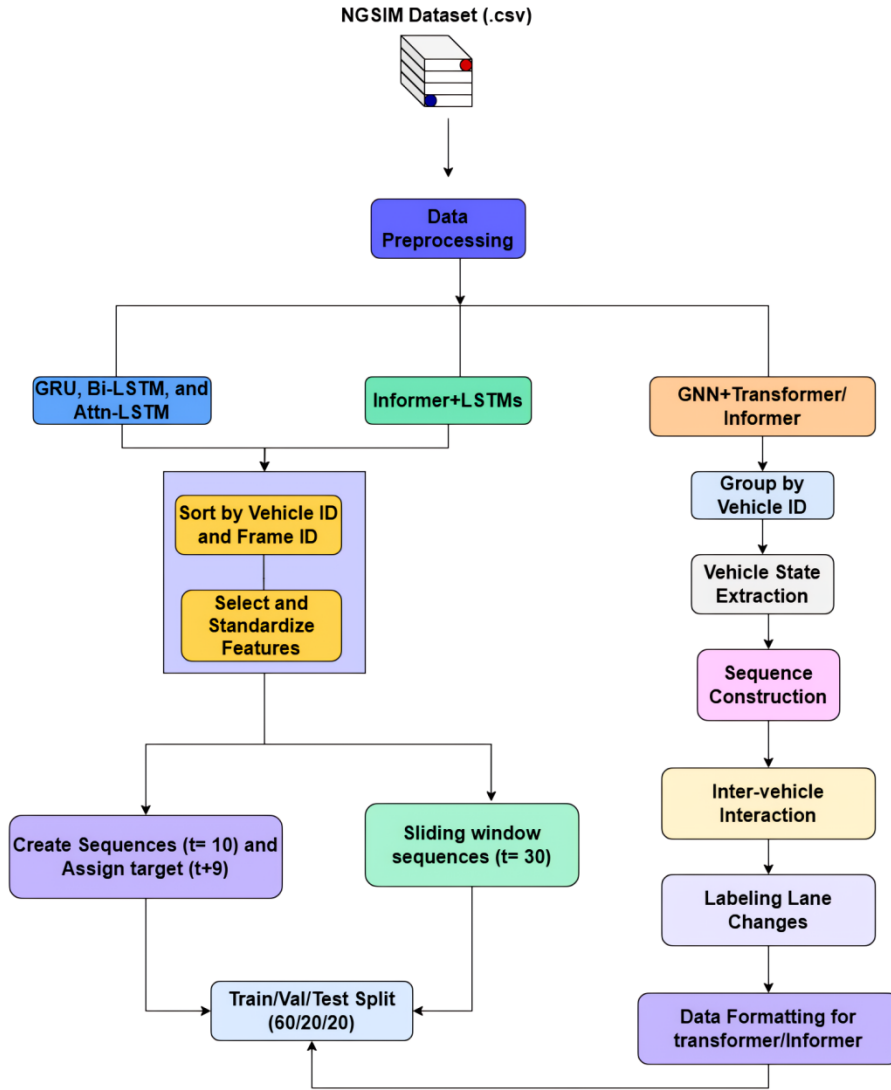 NGSIM Dataset (.csv)
Data
Preprocessing
GRU, Bi-LSTM, and
Attn-LSTM
Informer+LSTMs
GNN+Transformer/
Informer
Sort by Vehicle ID
and Frame ID
Select and
Standardize
Features
Group by
Vehicle ID
Vehicle State
Extraction
Sequence
Construction
Inter-vehicle
Interaction
Create Sequences (t= 10) and
Assign target (t+9)
Sliding window
sequences (t= 30)
Labeling Lane
Changes
Train/Val/Test Split
(60/20/20)
Data Formatting for
transformer/Informer